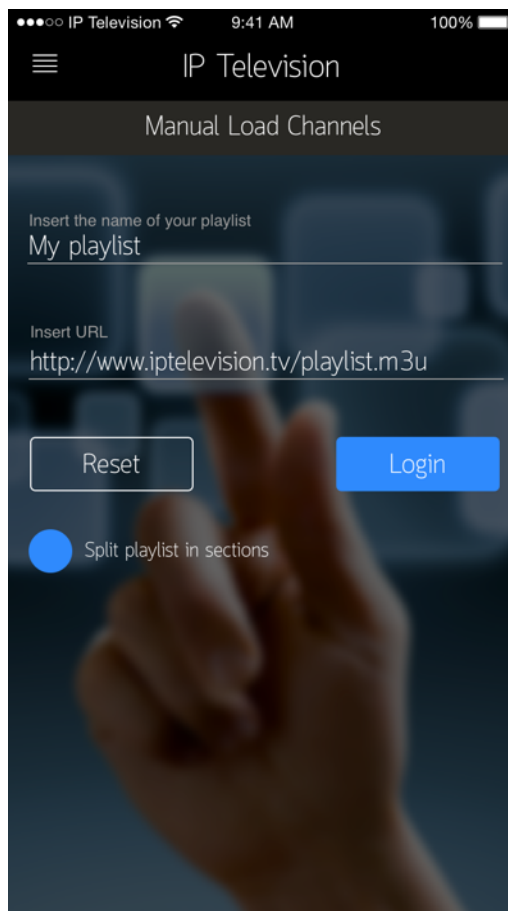 IP Television 9:41 AM 100%
IP Television
Manual Load Channels
Insert the name of your playlist
My playlist
Insert URL
http://www.iptelevision.tv/playlist.m3u
Reset Login
Split playlist in sections